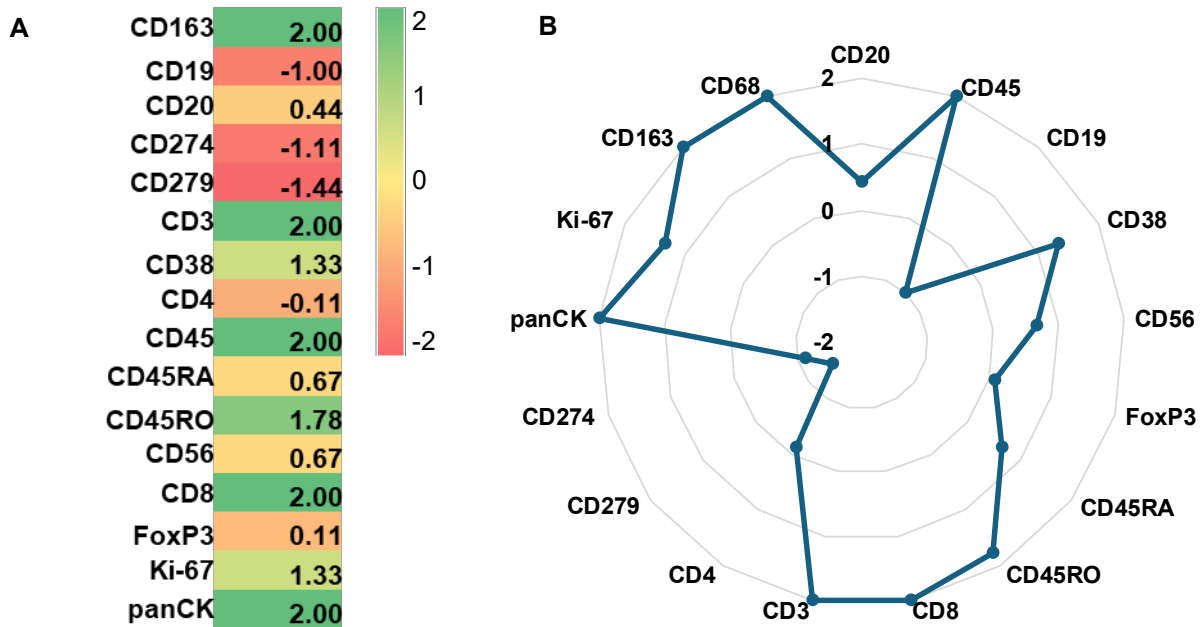 A
CD163 2.00
CD19 -1.00
CD20 0.44
CD274 -1.11
CD279 -1.44
CD3 2.00
CD38 1.33
CD4 -0.11
CD45 2.00
CD45RA 0.67
CD45RO 1.78
CD56 0.67
CD8 2.00
FoxP3 0.11
Ki-67 1.33
panCK 2.00
2
1
0
-1
-2
B
CD20
CD45
CD19
CD38
CD56
FoxP3
CD45RA
CD45RO
CD8
CD3
CD4
CD279
CD274
panCK
Ki-67
CD163
CD68
2
1
0
-1
-2